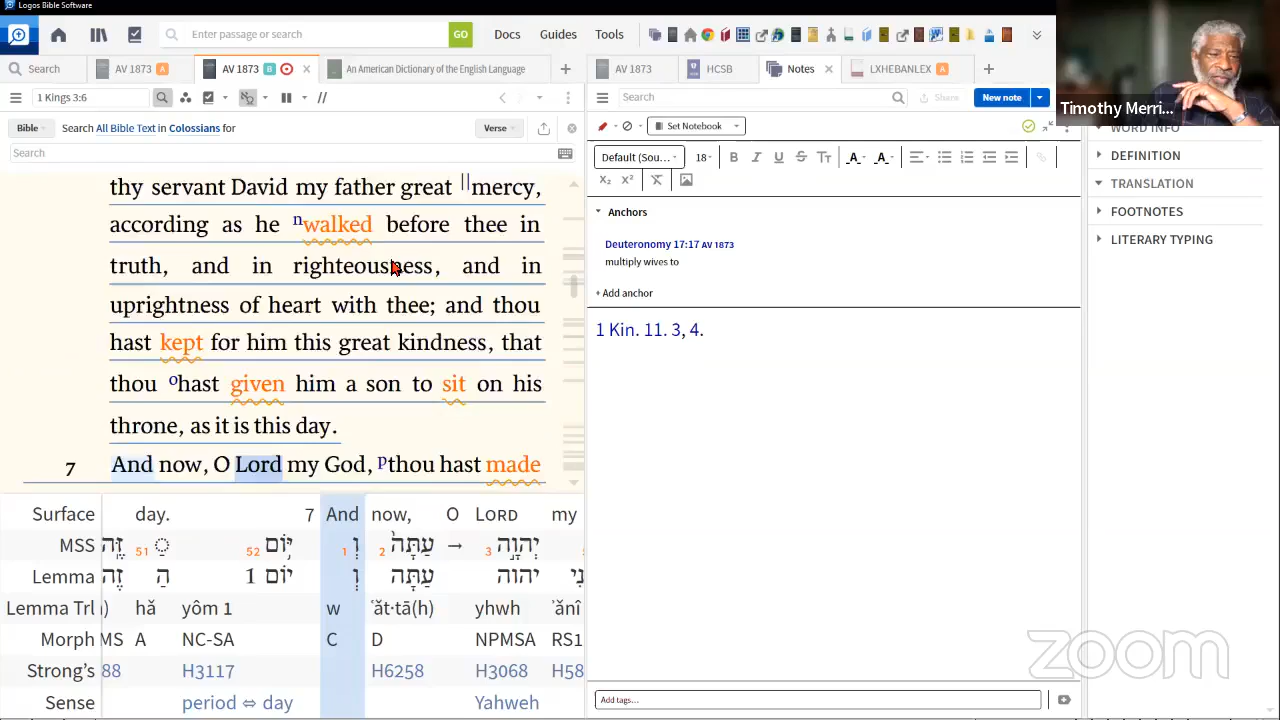 Logos Bible Software
Enter passage or search
GO
Docs
Guides
Tools
Search
AV 1873 A
AV 1873 B
An American Dictionary of the English Language
AV 1873
HCSB
Notes
LXHEBANLEX A
1 Kings 3:6
Search
Share
New note
Bible
Search All Bible Text in Colossians for
Verse
Set Notebook
Search
Default (Sou...
18
Timothy Merri...
WORD INFO
DEFINITION
TRANSLATION
FOOTNOTES
LITERARY TYPING
thy servant David my father great ||mercy,
according as he nwalked before thee in
truth, and in righteousness, and in
uprightness of heart with thee; and thou
hast kept for him this great kindness, that
thou ohast given him a son to sit on his
throne, as it is this day.
7 And now, O Lord my God, pthou hast made
Anchors
Deuteronomy 17:17 AV 1873
multiply wives to
+ Add anchor
1 Kin. 11. 3, 4.
Surface day. 7 And now, O LORD my
MSS זֶּה 51 הַ 52 יּוֹם 1 וְ 2 עַתָּה → 3 יְהוָה
Lemma זֶה הַ יוֹם 1 וְ עַתָּה יהוה אֲנִי
Lemma Trl ) hă yôm 1 w ʿăt·tā(h) yhwh ʾănî
Morph MS A NC-SA C D NPMSA RS1
Strong's 88 H3117 H6258 H3068 H58
Sense period ⇔ day Yahweh
Add tags...
zoom